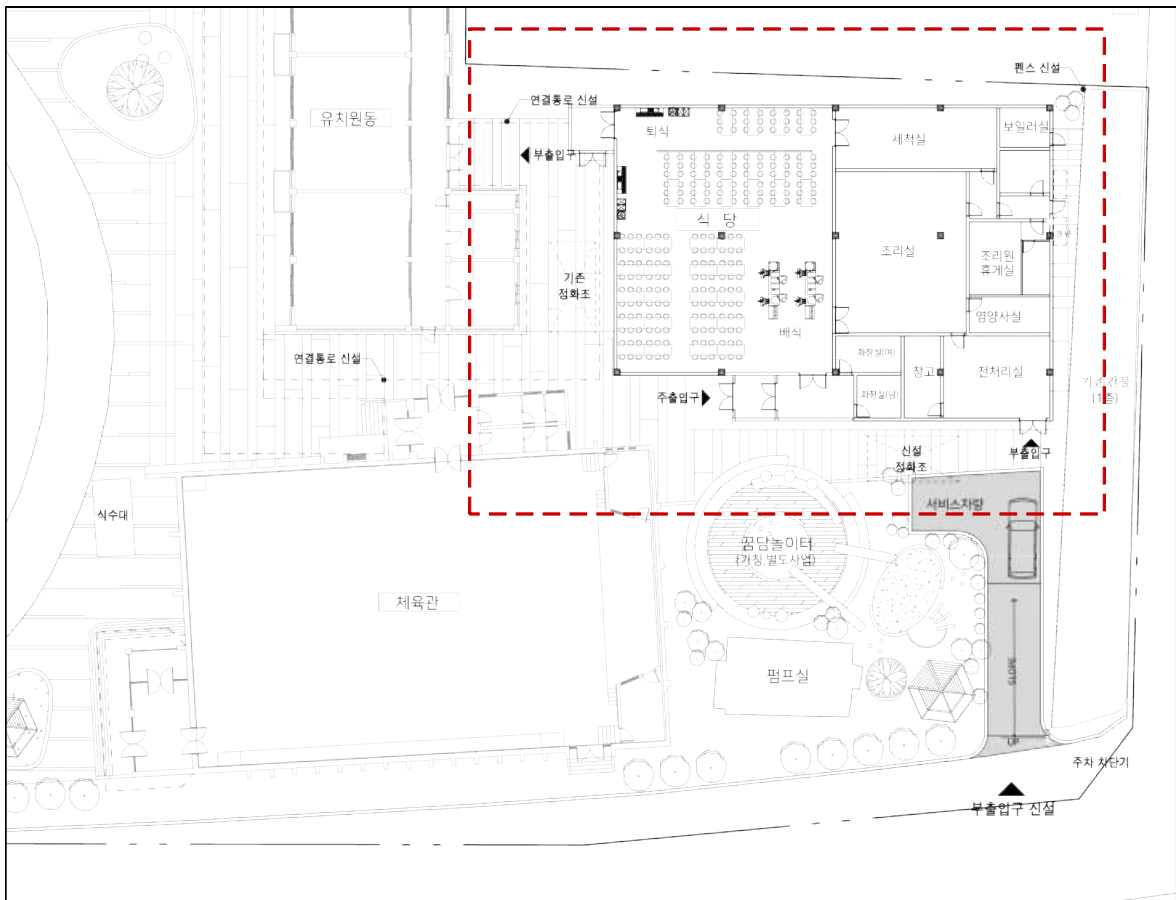 펜스 신설
연결통로 신설
유치원동
퇴식
세척실
보일러실
부출입구
식 당
조리실
조리원
휴게실
기존
정화조
영양사실
배식
연결통로 신설
화장실(여)
창고
전처리실
기존건물
(1층)
화장실(남)
주출입구
신설
정화조
부출입구
서비스차량
식수대
꿈담놀이터
(가칭,별도사업)
체육관
펌프실
주차 차단기
부출입구 신설